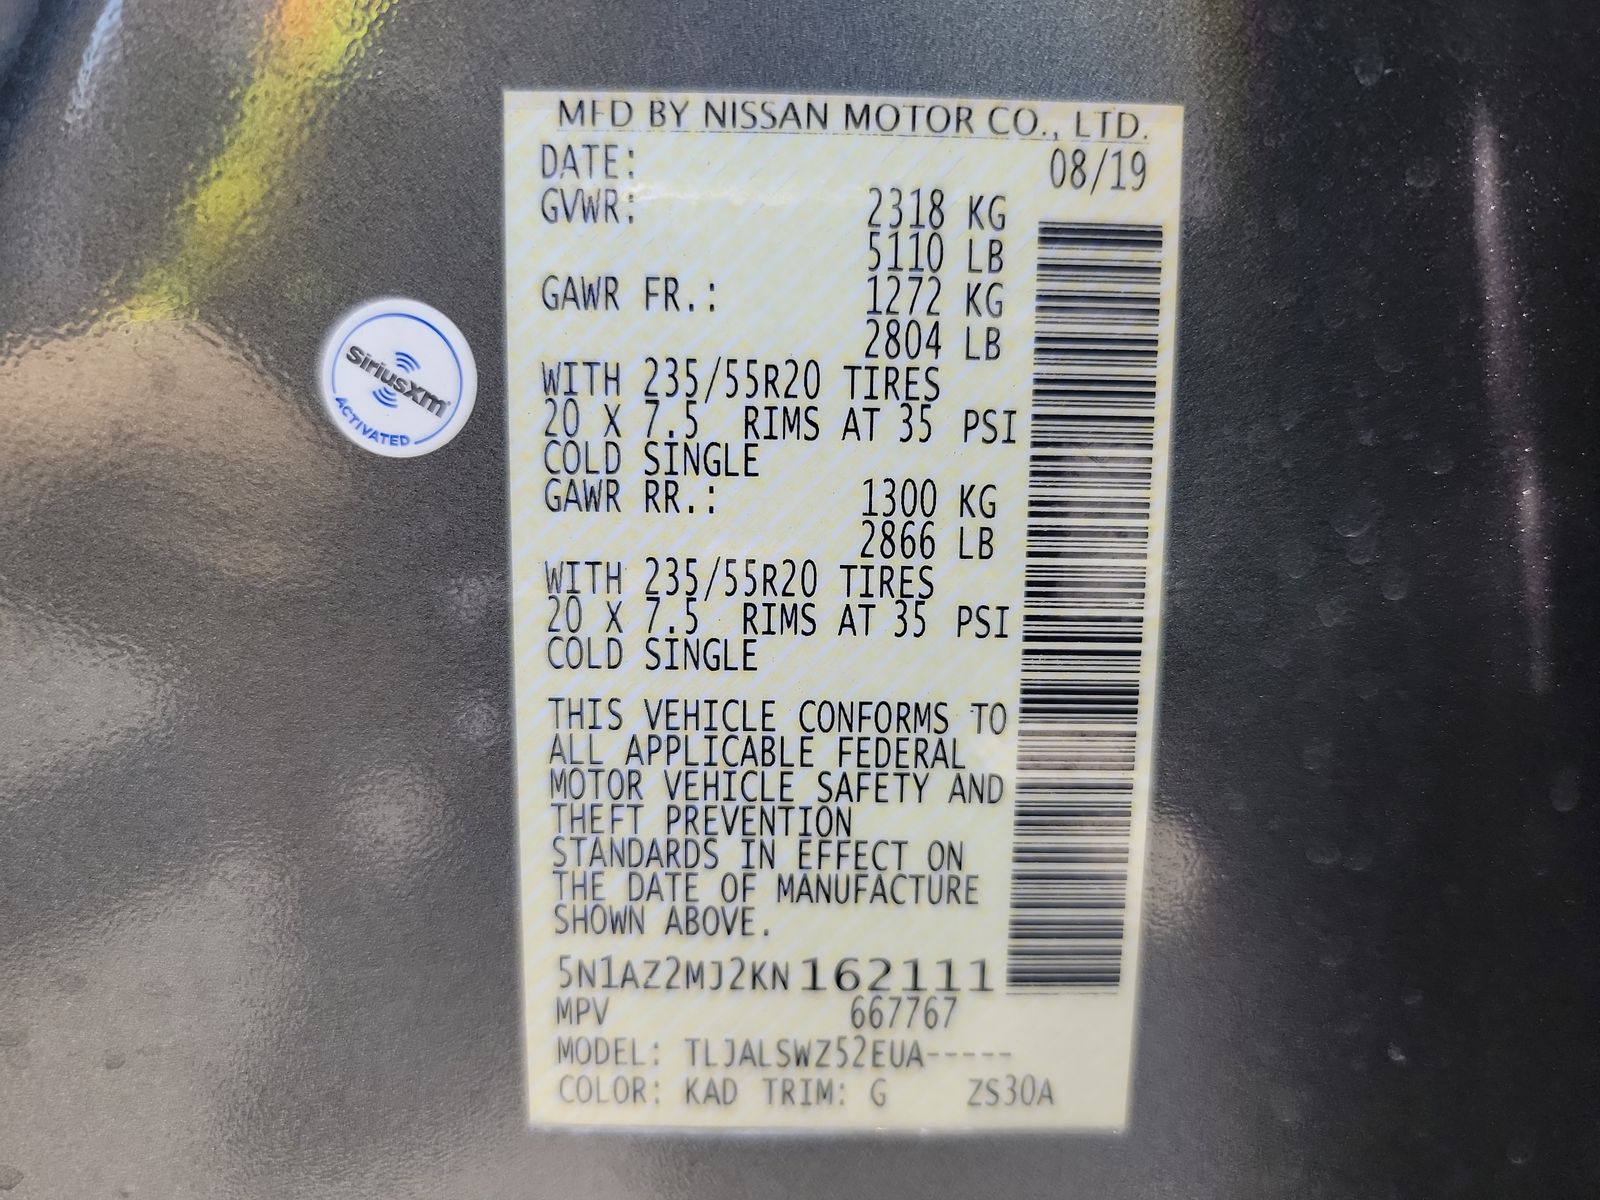 MFD BY NISSAN MOTOR CO., LTD.
DATE: 08/19
GVWR: 2318 KG
5110 LB
GAWR FR.: 1272 KG
2804 LB
WITH 235/55R20 TIRES
20 X 7.5 RIMS AT 35 PSI
COLD SINGLE
GAWR RR.: 1300 KG
2866 LB
WITH 235/55R20 TIRES
20 X 7.5 RIMS AT 35 PSI
COLD SINGLE
THIS VEHICLE CONFORMS TO
ALL APPLICABLE FEDERAL
MOTOR VEHICLE SAFETY AND
THEFT PREVENTION
STANDARDS IN EFFECT ON
THE DATE OF MANUFACTURE
SHOWN ABOVE.
5N1AZ2MJ2KN162111
MPV 667767
MODEL: TLJALSWZ52EUA-----
COLOR: KAD TRIM: G ZS30A
SiriusXM
ACTIVATED